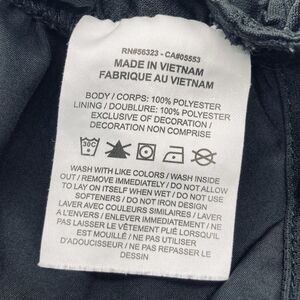 RN#56323 - CA#05553
MADE IN VIETNAM
FABRIQUE AU VIETNAM
BODY / CORPS: 100% POLYESTER
LINING / DOUBLURE: 100% POLYESTER
EXCLUSIVE OF DECORATION /
DECORATION NON COMPRISE
30C
WASH WITH LIKE COLORS / WASH INSIDE
OUT / REMOVE IMMEDIATELY / DO NOT ALLOW
TO LAY ON ITSELF WHEN WET / DO NOT USE
SOFTENERS / DO NOT IRON DESIGN
LAVER AVEC COULEURS SIMILAIRES / LAVER
A L'ENVERS / ENLEVER IMMEDIATEMENT / NE
PAS LAISSER LE VÊTEMENT PLIÉ LORSQU'IL
EST MOUILLÉ / NE PAS UTILISER
D'ADOUCISSEUR / NE PAS REPASSER LE
DESSIN